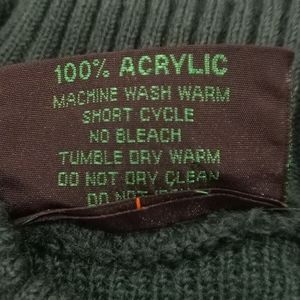 100% ACRYLIC
MACHINE WASH WARM
SHORT CYCLE
NO BLEACH
TUMBLE DRY WARM
DO NOT DRY CLEAN
DO NOT